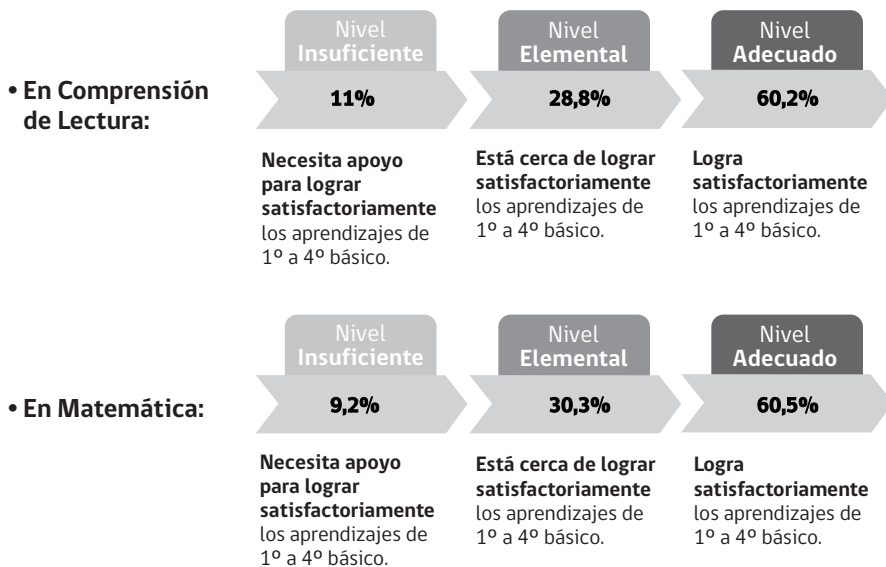 Nivel
Insuficiente
Nivel
Elemental
Nivel
Adecuado
• En Comprensión
de Lectura:
11%
28,8%
60,2%
Necesita apoyo
para lograr
satisfactoriamente
los aprendizajes de
1º a 4º básico.
Está cerca de lograr
satisfactoriamente
los aprendizajes de
1º a 4º básico.
Logra
satisfactoriamente
los aprendizajes de
1º a 4º básico.
Nivel
Insuficiente
Nivel
Elemental
Nivel
Adecuado
• En Matemática:
9,2%
30,3%
60,5%
Necesita apoyo
para lograr
satisfactoriamente
los aprendizajes de
1º a 4º básico.
Está cerca de lograr
satisfactoriamente
los aprendizajes de
1º a 4º básico.
Logra
satisfactoriamente
los aprendizajes de
1º a 4º básico.